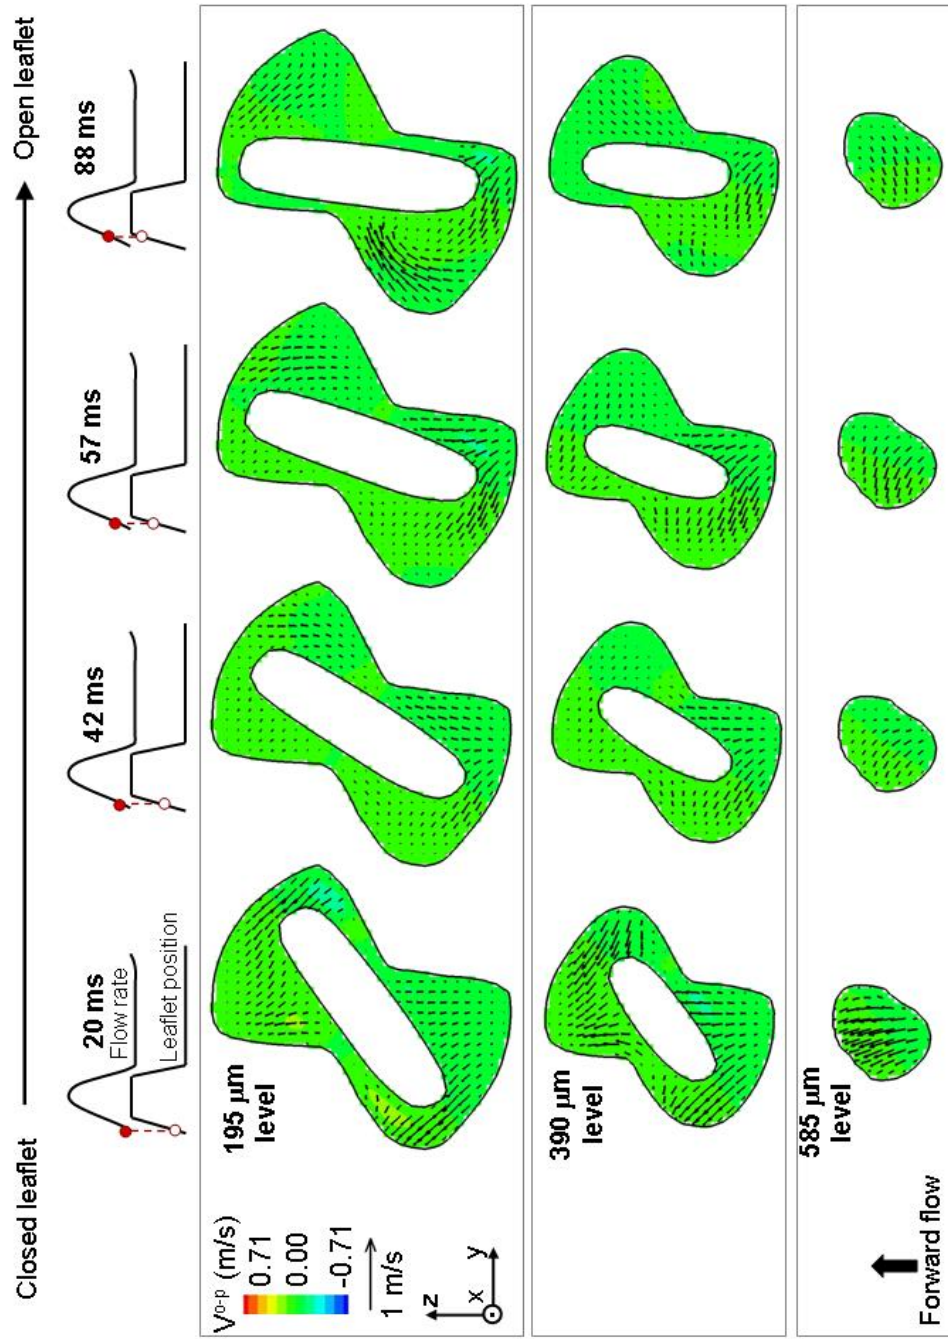 Closed leaflet
Open leaflet
20 ms
42 ms
57 ms
88 ms
Flow rate
Leaflet position
V^o-p (m/s)
0.71
0.00
-0.71
1 m/s
z
x
y
195 µm
level
390 µm
level
585 µm
level
Forward flow